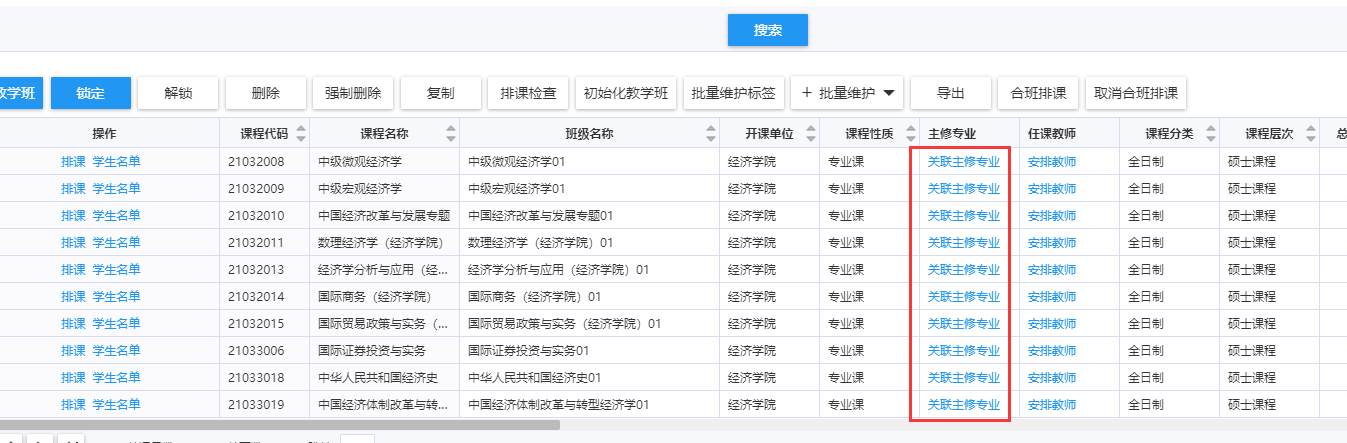 搜索
教学班 锁定 解锁 删除 强制删除 复制 排课检查 初始化教学班 批量维护标签 + 批量维护 导出 合班排课 取消合班排课
操作 课程代码 课程名称 班级名称 开课单位 课程性质 主修专业 任课教师 课程分类 课程层次 总
排课 学生名单 21032008 中级微观经济学 中级微观经济学01 经济学院 专业课 关联主修专业 安排教师 全日制 硕士课程
排课 学生名单 21032009 中级宏观经济学 中级宏观经济学01 经济学院 专业课 关联主修专业 安排教师 全日制 硕士课程
排课 学生名单 21032010 中国经济改革与发展专题 中国经济改革与发展专题01 经济学院 专业课 关联主修专业 安排教师 全日制 硕士课程
排课 学生名单 21032011 数理经济学（经济学院） 数理经济学（经济学院）01 经济学院 专业课 关联主修专业 安排教师 全日制 硕士课程
排课 学生名单 21032013 经济学分析与应用（经... 经济学分析与应用（经济学院）01 经济学院 专业课 关联主修专业 安排教师 全日制 硕士课程
排课 学生名单 21032014 国际商务（经济学院） 国际商务（经济学院）01 经济学院 专业课 关联主修专业 安排教师 全日制 硕士课程
排课 学生名单 21032015 国际贸易政策与实务（... 国际贸易政策与实务（经济学院）01 经济学院 专业课 关联主修专业 安排教师 全日制 硕士课程
排课 学生名单 21033006 国际证券投资与实务 国际证券投资与实务01 经济学院 专业课 关联主修专业 安排教师 全日制 硕士课程
排课 学生名单 21033018 中华人民共和国经济史 中华人民共和国经济史01 经济学院 专业课 关联主修专业 安排教师 全日制 硕士课程
排课 学生名单 21033019 中国经济体制改革与转... 中国经济体制改革与转型经济学01 经济学院 专业课 关联主修专业 安排教师 全日制 硕士课程